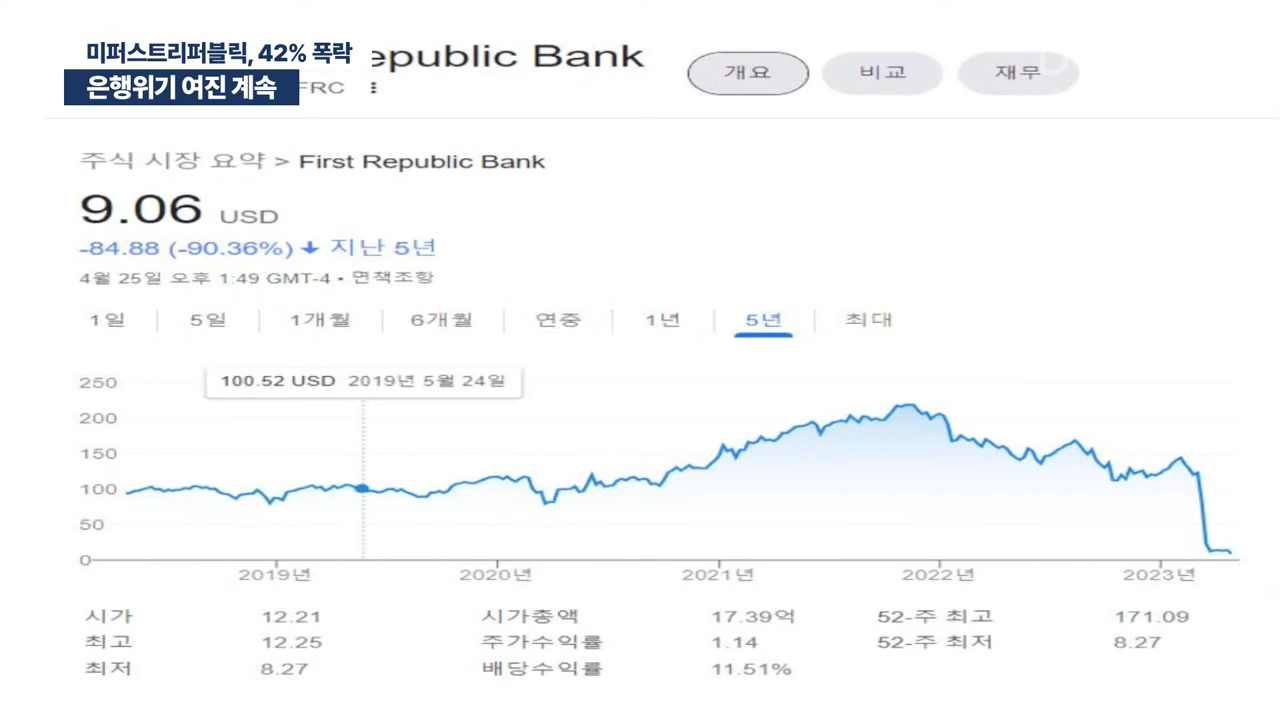 미퍼스트리퍼블릭, 42% 폭락
은행위기 여진 계속
epublic Bank
FRC
개요
비교
재무
주식 시장 요약 > First Republic Bank
9.06 USD
-84.88 (-90.36%) 지난 5년
4월 25일 오후 1:49 GMT-4 • 면책조항
1일 5일 1개월 6개월 연중 1년 5년 최대
100.52 USD 2019년 5월 24일
250
200
150
100
50
0
2019년 2020년 2021년 2022년 2023년
시가 12.21 시가총액 17.39억 52-주 최고 171.09
최고 12.25 주가수익률 1.14 52-주 최저 8.27
최저 8.27 배당수익률 11.51%